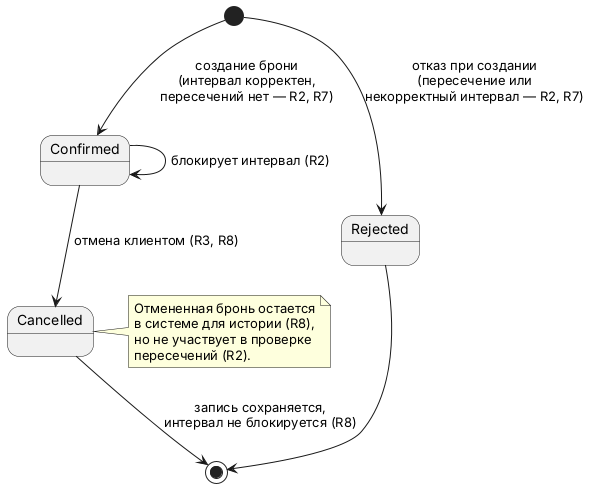 создание брони
(интервал корректен,
пересечений нет — R2, R7)
отказ при создании
(пересечение или
некорректный интервал — R2, R7)
Confirmed
блокирует интервал (R2)
Rejected
отмена клиентом (R3, R8)
Cancelled
Отмененная бронь остается
в системе для истории (R8),
но не участвует в проверке
пересечений (R2).
запись сохраняется,
интервал не блокируется (R8)